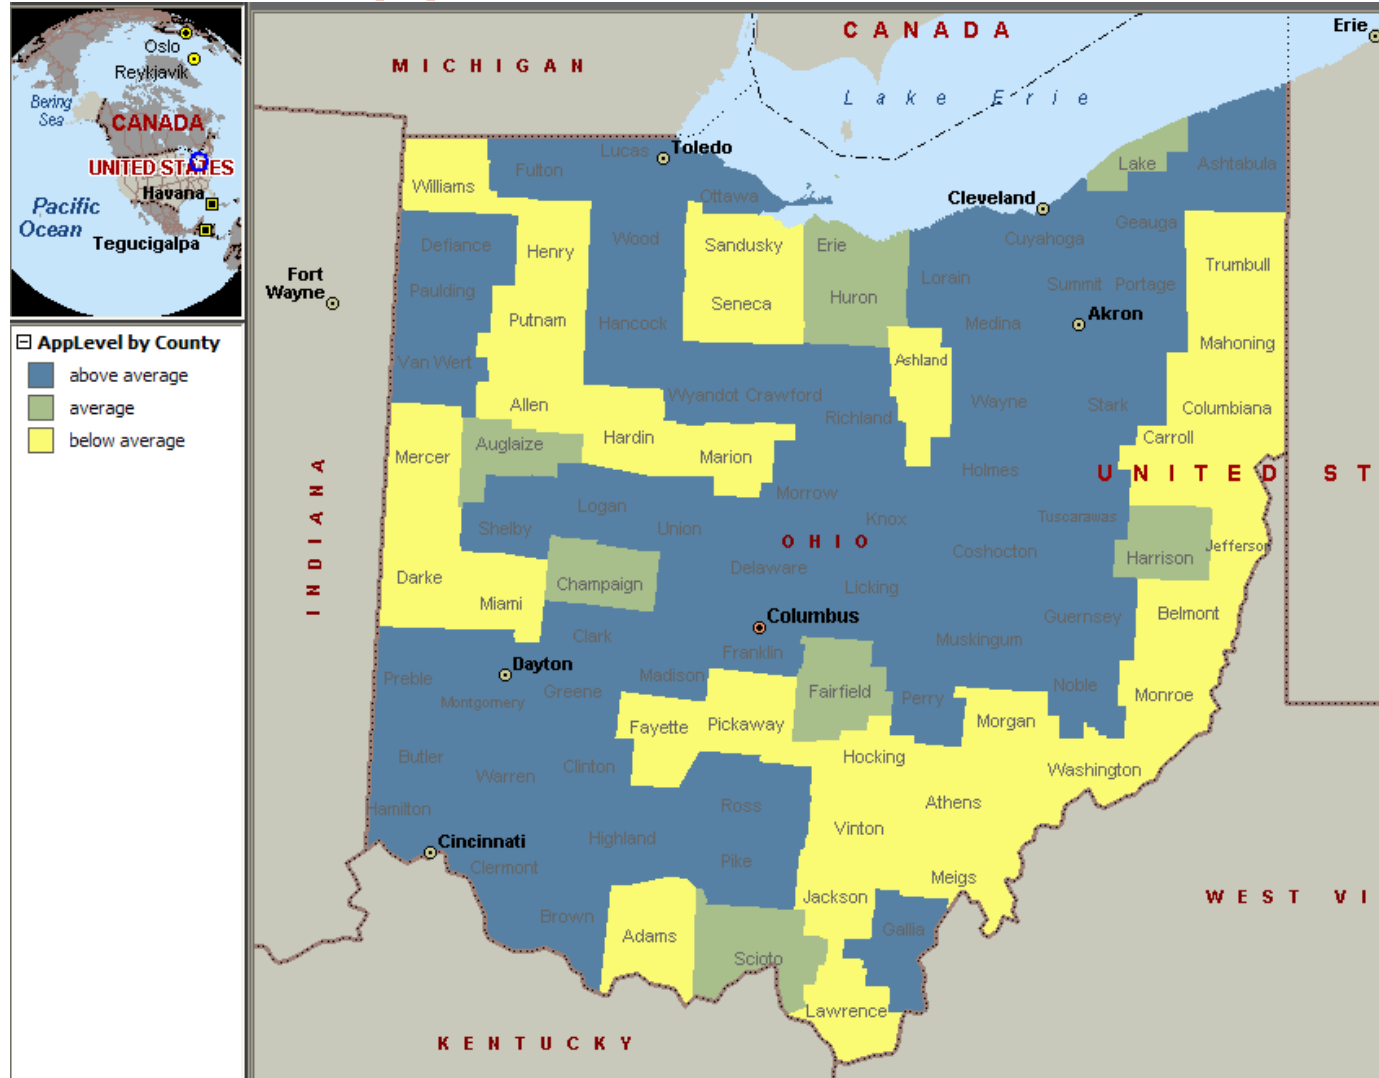 Oslo
Reykjavik
Bering
Sea
CANADA
UNITED STATES
Havana
Pacific
Ocean
Tegucigalpa
AppLevel by County
above average
average
below average
CANADA
Erie
MICHIGAN
Lake Erie
Lucas
Toledo
Fulton
Williams
Ottawa
Lake
Ashtabula
Cleveland
Geauga
Defiance
Henry
Wood
Sandusky
Erie
Cuyahoga
Trumbull
Fort
Wayne
Paulding
Seneca
Huron
Lorain
Summit
Portage
Putnam
Hancock
Medina
Akron
Mahoning
Van Wert
Ashland
Wyandot
Crawford
Allen
Richland
Wayne
Stark
Columbiana
Auglaize
Hardin
Carroll
Mercer
Marion
Holmes
UNITED ST
INDIANA
Logan
Morrow
Shelby
Union
Knox
Tuscarawas
OHIO
Coshocton
Jefferson
Harrison
Delaware
Darke
Champaign
Licking
Miami
Columbus
Guernsey
Belmont
Clark
Muskingum
Franklin
Dayton
Preble
Madison
Greene
Montgomery
Fairfield
Perry
Noble
Monroe
Fayette
Pickaway
Morgan
Butler
Hocking
Clinton
Warren
Washington
Hamilton
Ross
Athens
Vinton
Highland
Cincinnati
Clermont
Pike
Meigs
Jackson
WEST VI
Brown
Adams
Gallia
Scioto
Lawrence
KENTUCKY